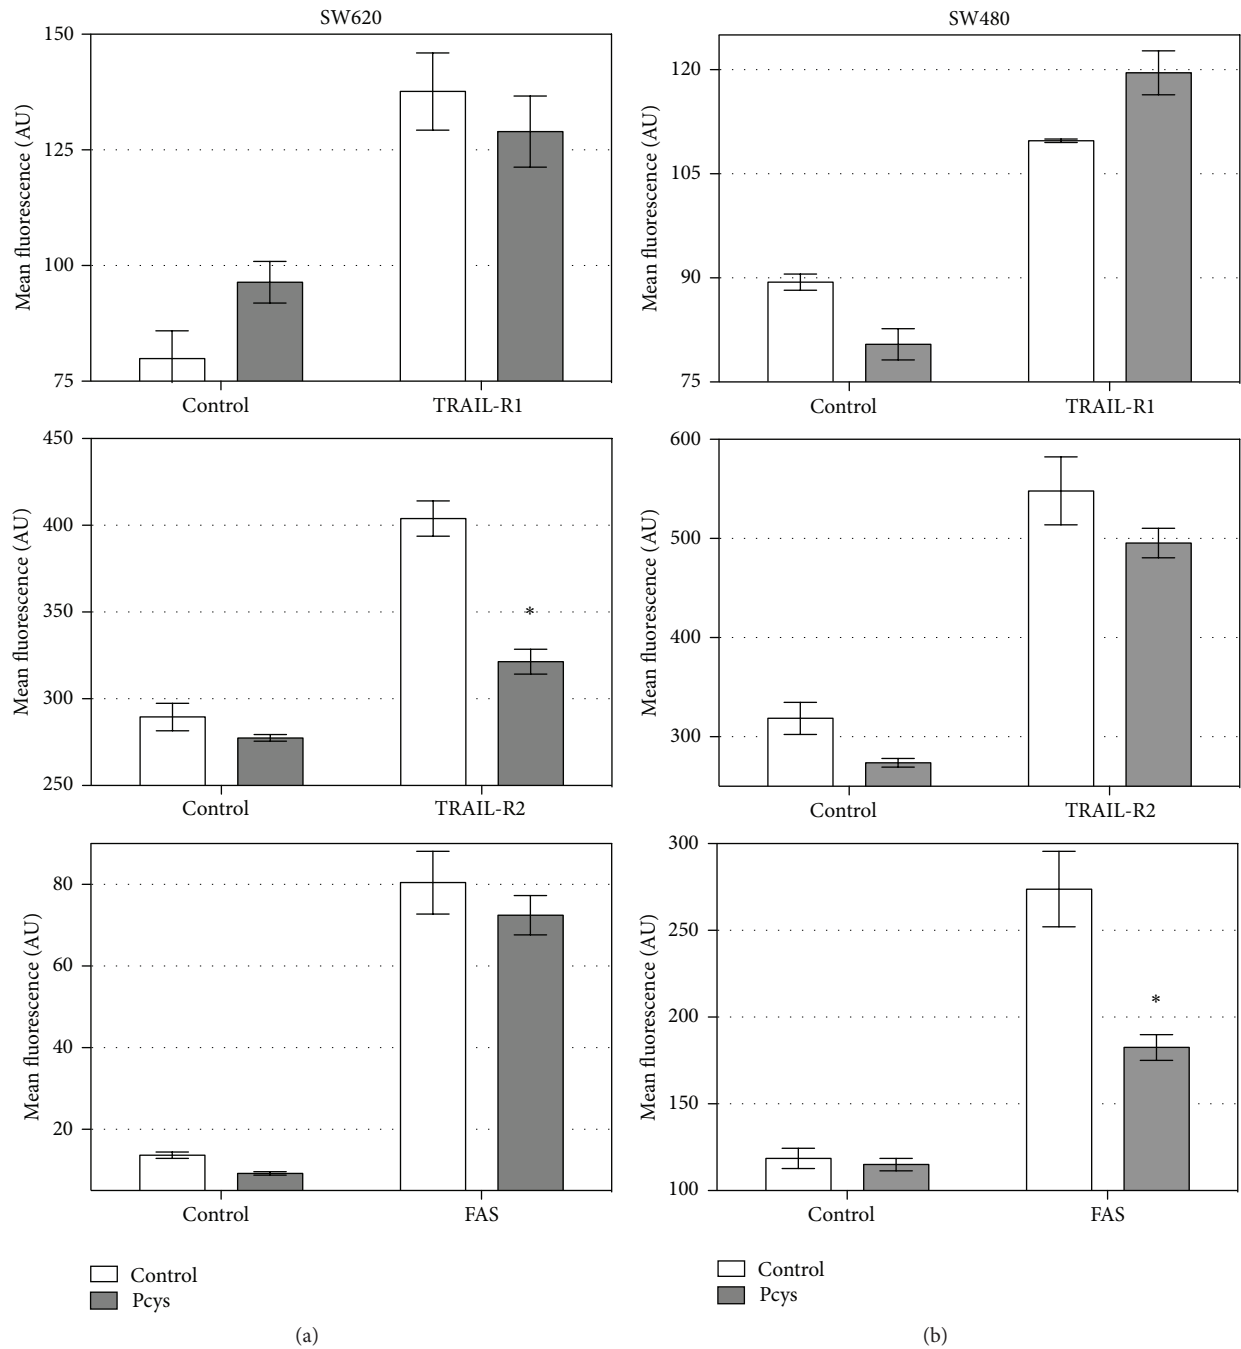 SW620
150
125
100
75
Mean fluorescence (AU)
Control
TRAIL-R1
450
400
350
300
250
Mean fluorescence (AU)
*
Control
TRAIL-R2
80
60
40
20
Mean fluorescence (AU)
Control
FAS
Control
Pcys
(a)
SW480
120
105
90
75
Mean fluorescence (AU)
Control
TRAIL-R1
600
500
400
300
Mean fluorescence (AU)
Control
TRAIL-R2
300
250
200
150
100
Mean fluorescence (AU)
*
Control
FAS
Control
Pcys
(b)